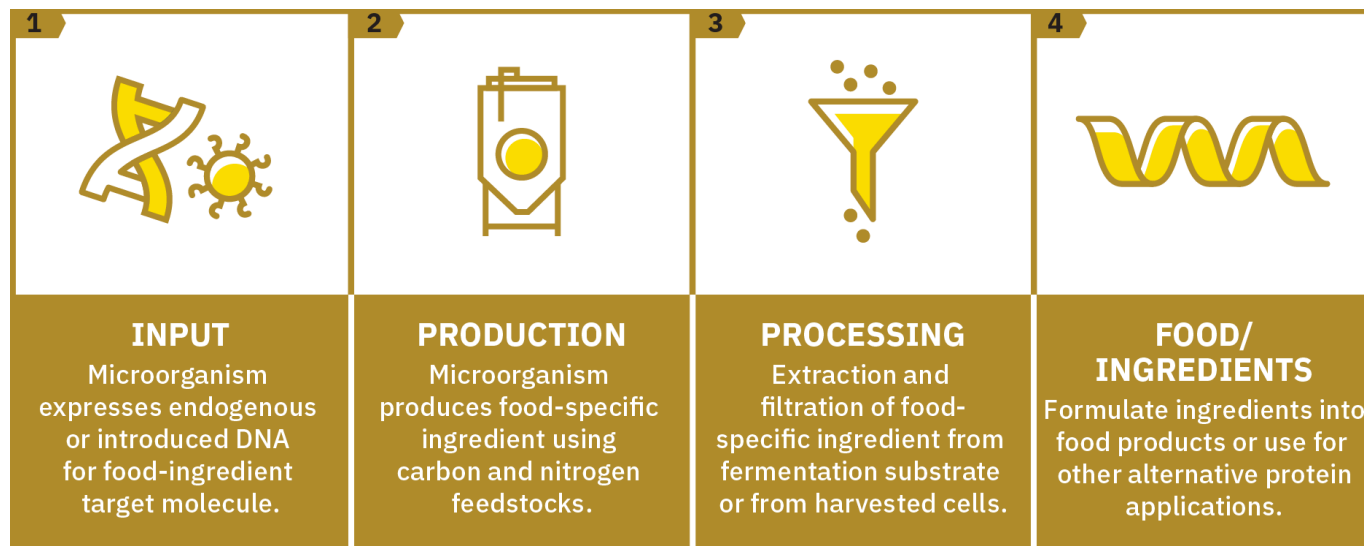 1
INPUT
Microorganism
expresses endogenous
or introduced DNA
for food-ingredient
target molecule.
2
PRODUCTION
Microorganism
produces food-specific
ingredient using
carbon and nitrogen
feedstocks.
3
PROCESSING
Extraction and
filtration of food-
specific ingredient from
fermentation substrate
or from harvested cells.
4
FOOD/
INGREDIENTS
Formulate ingredients into
food products or use for
other alternative protein
applications.